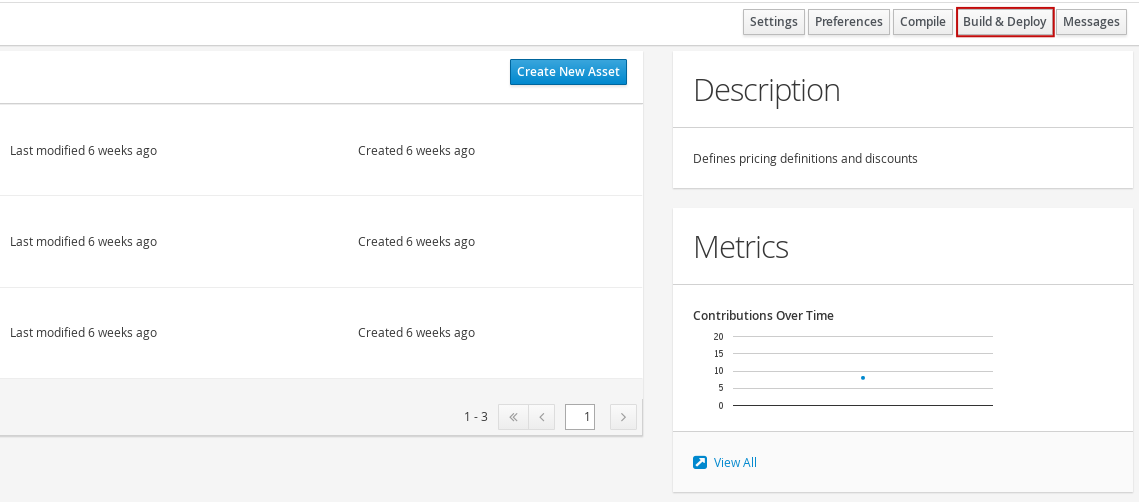 Settings Preferences Compile Build & Deploy Messages
Create New Asset
Last modified 6 weeks ago Created 6 weeks ago
Last modified 6 weeks ago Created 6 weeks ago
Last modified 6 weeks ago Created 6 weeks ago
1 - 3 « ‹ 1 ›
Description
Defines pricing definitions and discounts
Metrics
Contributions Over Time
20
15
10
5
0
View All